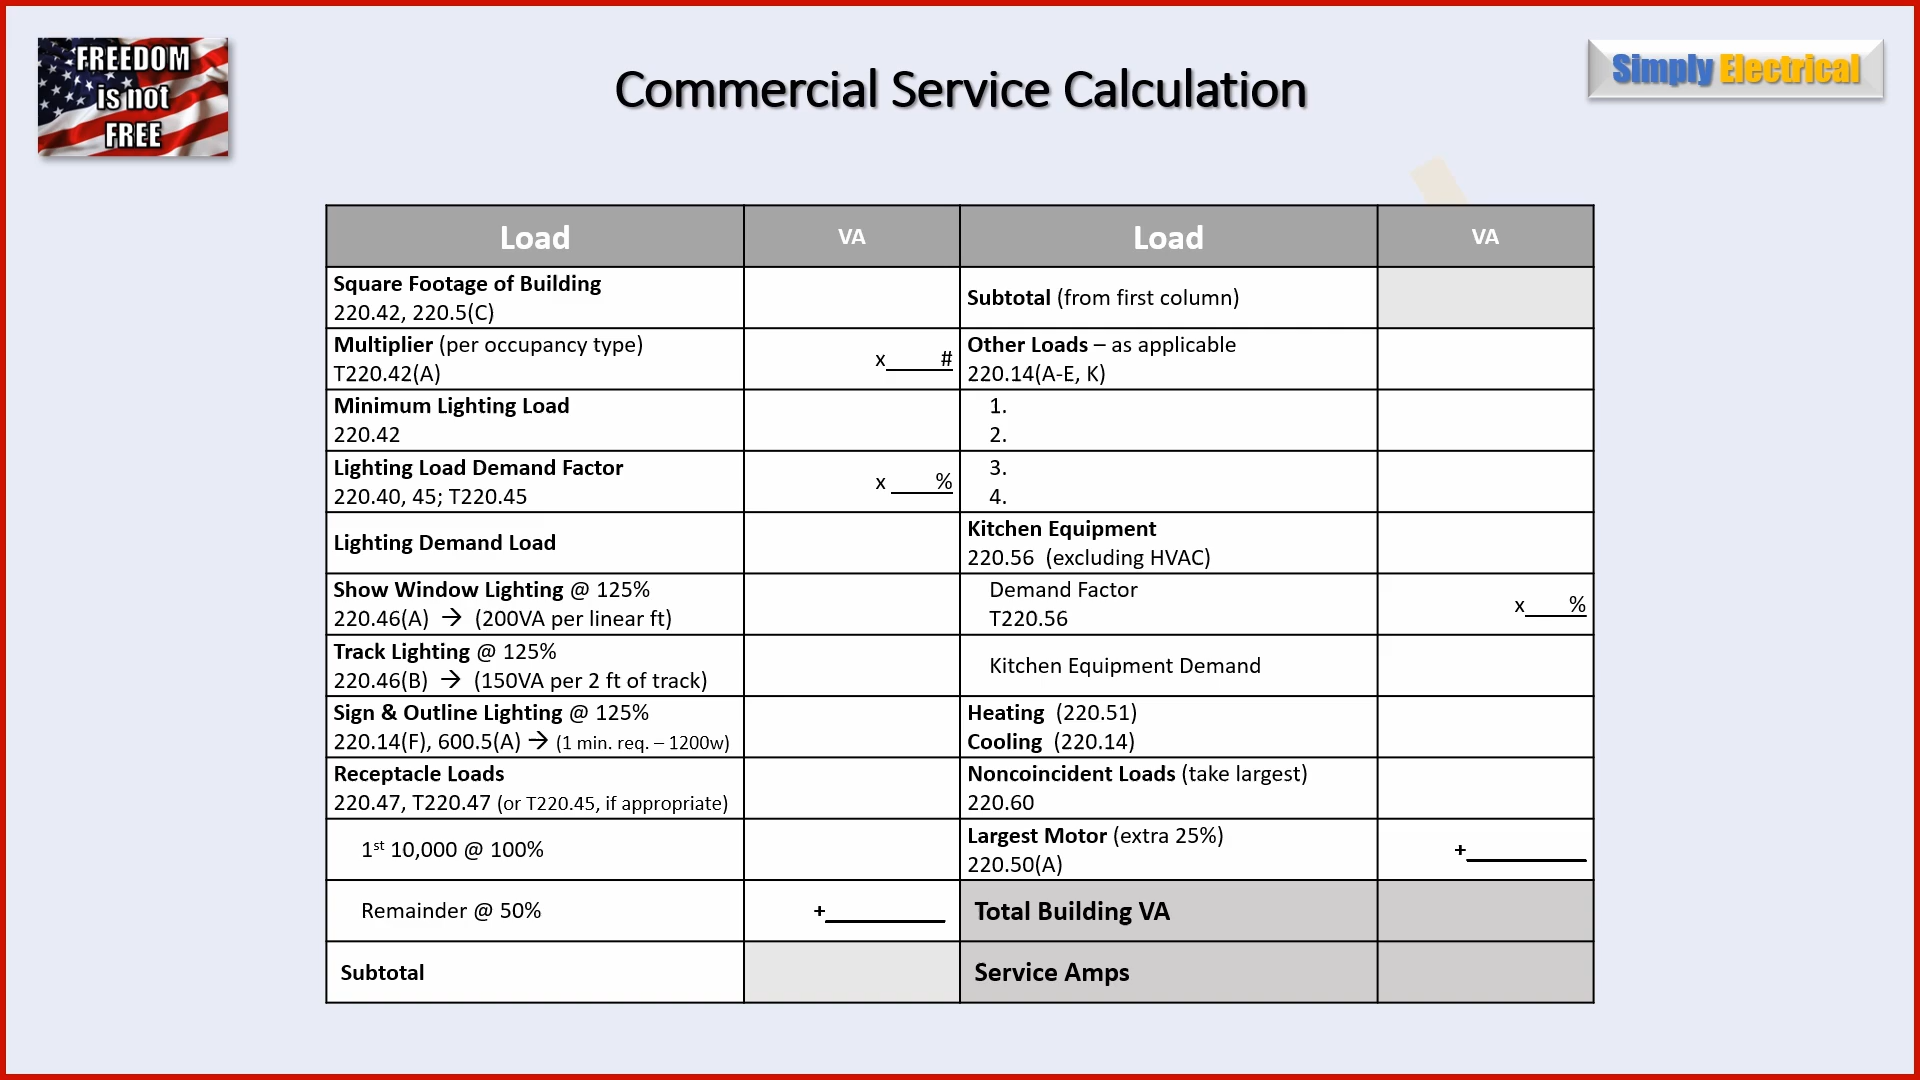 FREEDOM
is not
FREE
Commercial Service Calculation
Simply Electrical
Load
VA
Load
VA
Square Footage of Building
220.42, 220.5(C)
Subtotal (from first column)
Multiplier (per occupancy type)
T220.42(A)
x____#
Other Loads – as applicable
220.14(A-E, K)
Minimum Lighting Load
220.42
1.
2.
Lighting Load Demand Factor
220.40, 45; T220.45
x ____%
3.
4.
Lighting Demand Load
Kitchen Equipment
220.56 (excluding HVAC)
Show Window Lighting @ 125%
220.46(A) → (200VA per linear ft)
Demand Factor
T220.56
x____%
Track Lighting @ 125%
220.46(B) → (150VA per 2 ft of track)
Kitchen Equipment Demand
Sign & Outline Lighting @ 125%
220.14(F), 600.5(A) → (1 min. req. – 1200w)
Heating (220.51)
Cooling (220.14)
Receptacle Loads
220.47, T220.47 (or T220.45, if appropriate)
Noncoincident Loads (take largest)
220.60
1st 10,000 @ 100%
Largest Motor (extra 25%)
220.50(A)
+__________
Remainder @ 50%
+__________
Total Building VA
Subtotal
Service Amps